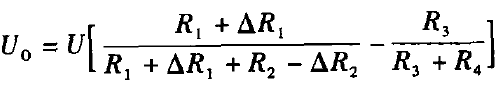 U₀ = U[ (R₁ + ΔR₁) / (R₁ + ΔR₁ + R₂ − ΔR₂) − R₃ / (R₃ + R₄) ]